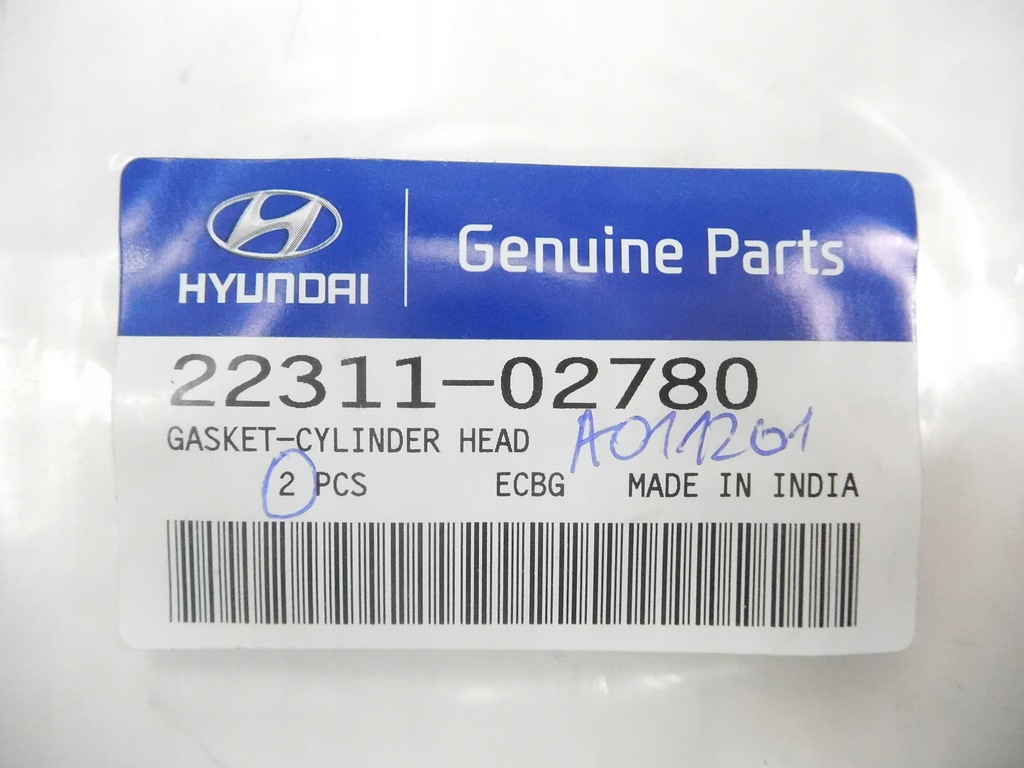 HYUNDAI
Genuine Parts
22311-02780
GASKET-CYLINDER HEAD
A011201
2 PCS ECBG MADE IN INDIA